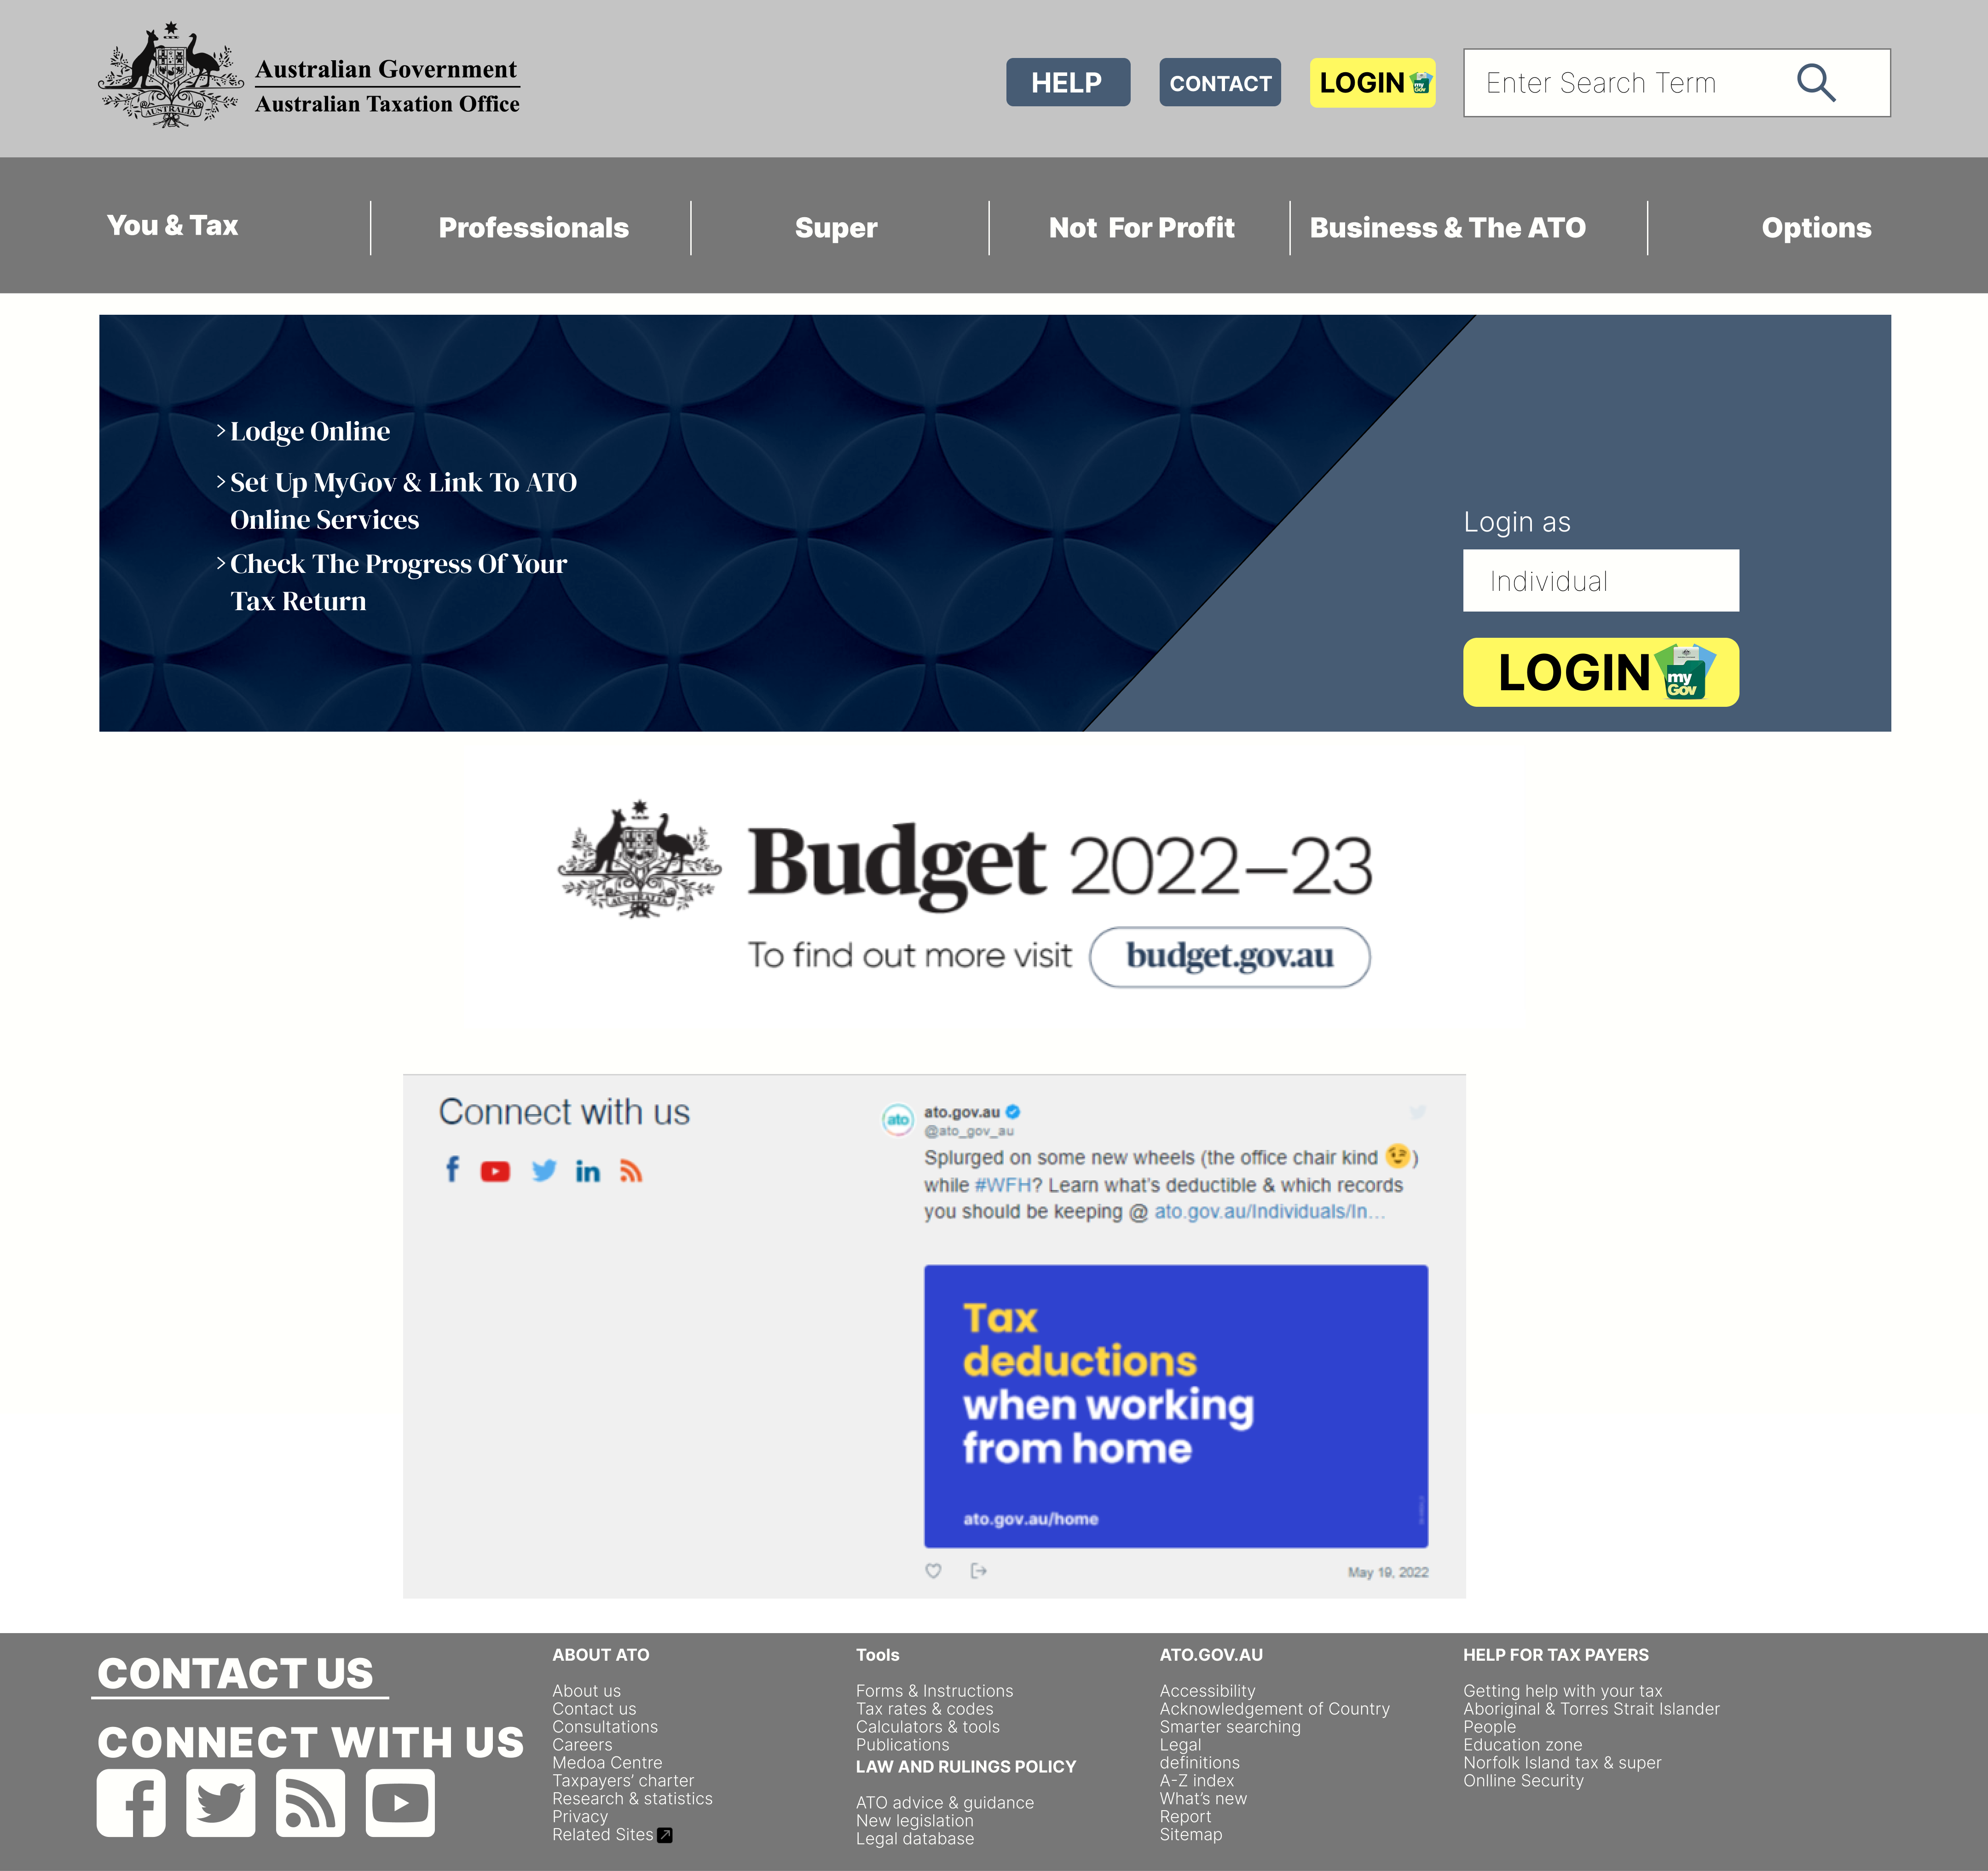 Australian Government
Australian Taxation Office
HELP
CONTACT
LOGIN
my Gov
Enter Search Term
You & Tax
Professionals
Super
Not For Profit
Business & The ATO
Options
> Lodge Online
> Set Up MyGov & Link To ATO
Online Services
> Check The Progress Of Your
Tax Return
Login as
Individual
LOGIN
my
Gov
AUSTRALIA
Budget 2022–23
To find out more visit budget.gov.au
Connect with us
ato
ato.gov.au
@ato_gov_au
Splurged on some new wheels (the office chair kind 😉)
while #WFH? Learn what's deductible & which records
you should be keeping @ ato.gov.au/Individuals/In...
Tax
deductions
when working
from home
ato.gov.au/home
May 19, 2022
CONTACT US
CONNECT WITH US
ABOUT ATO
About us
Contact us
Consultations
Careers
Medoa Centre
Taxpayers' charter
Research & statistics
Privacy
Related Sites
Tools
Forms & Instructions
Tax rates & codes
Calculators & tools
Publications
LAW AND RULINGS POLICY
ATO advice & guidance
New legislation
Legal database
ATO.GOV.AU
Accessibility
Acknowledgement of Country
Smarter searching
Legal
definitions
A-Z index
What's new
Report
Sitemap
HELP FOR TAX PAYERS
Getting help with your tax
Aboriginal & Torres Strait Islander
People
Education zone
Norfolk Island tax & super
Onlline Security